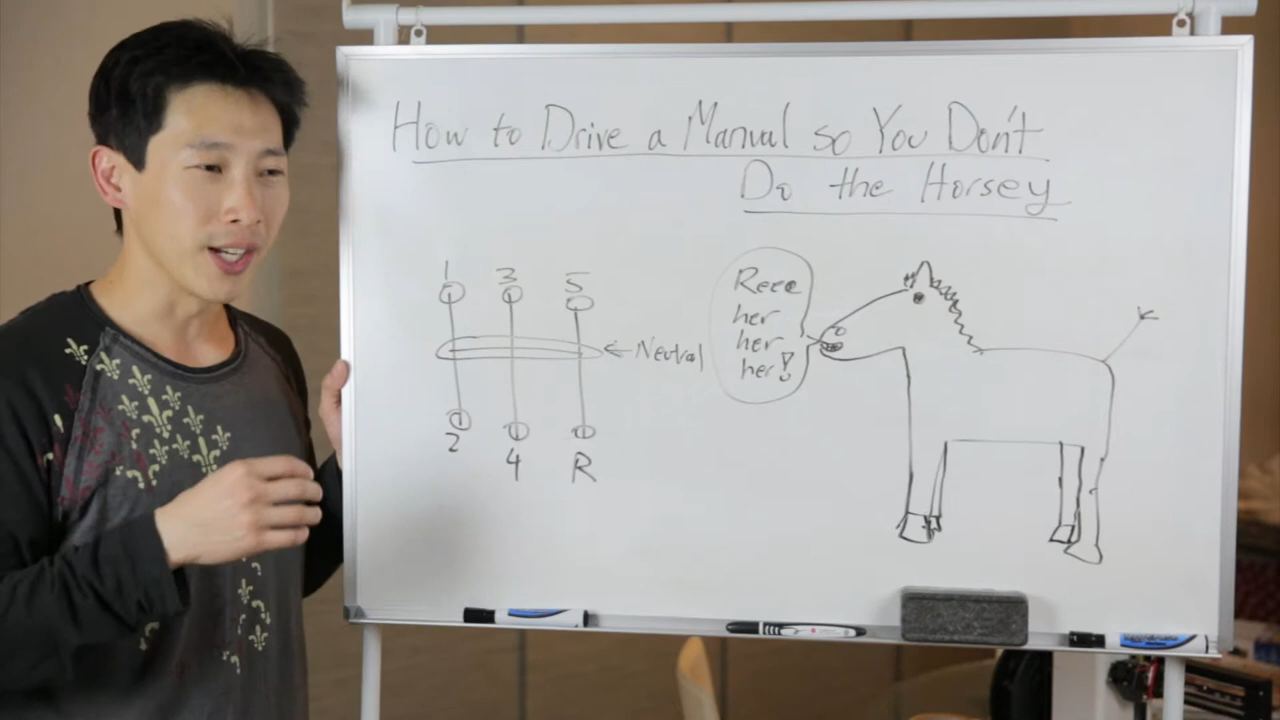 How to Drive a Manual so You Don't
Do the Horsey
1 3 5
← Neutral
2 4 R
Reee
her
her
her!